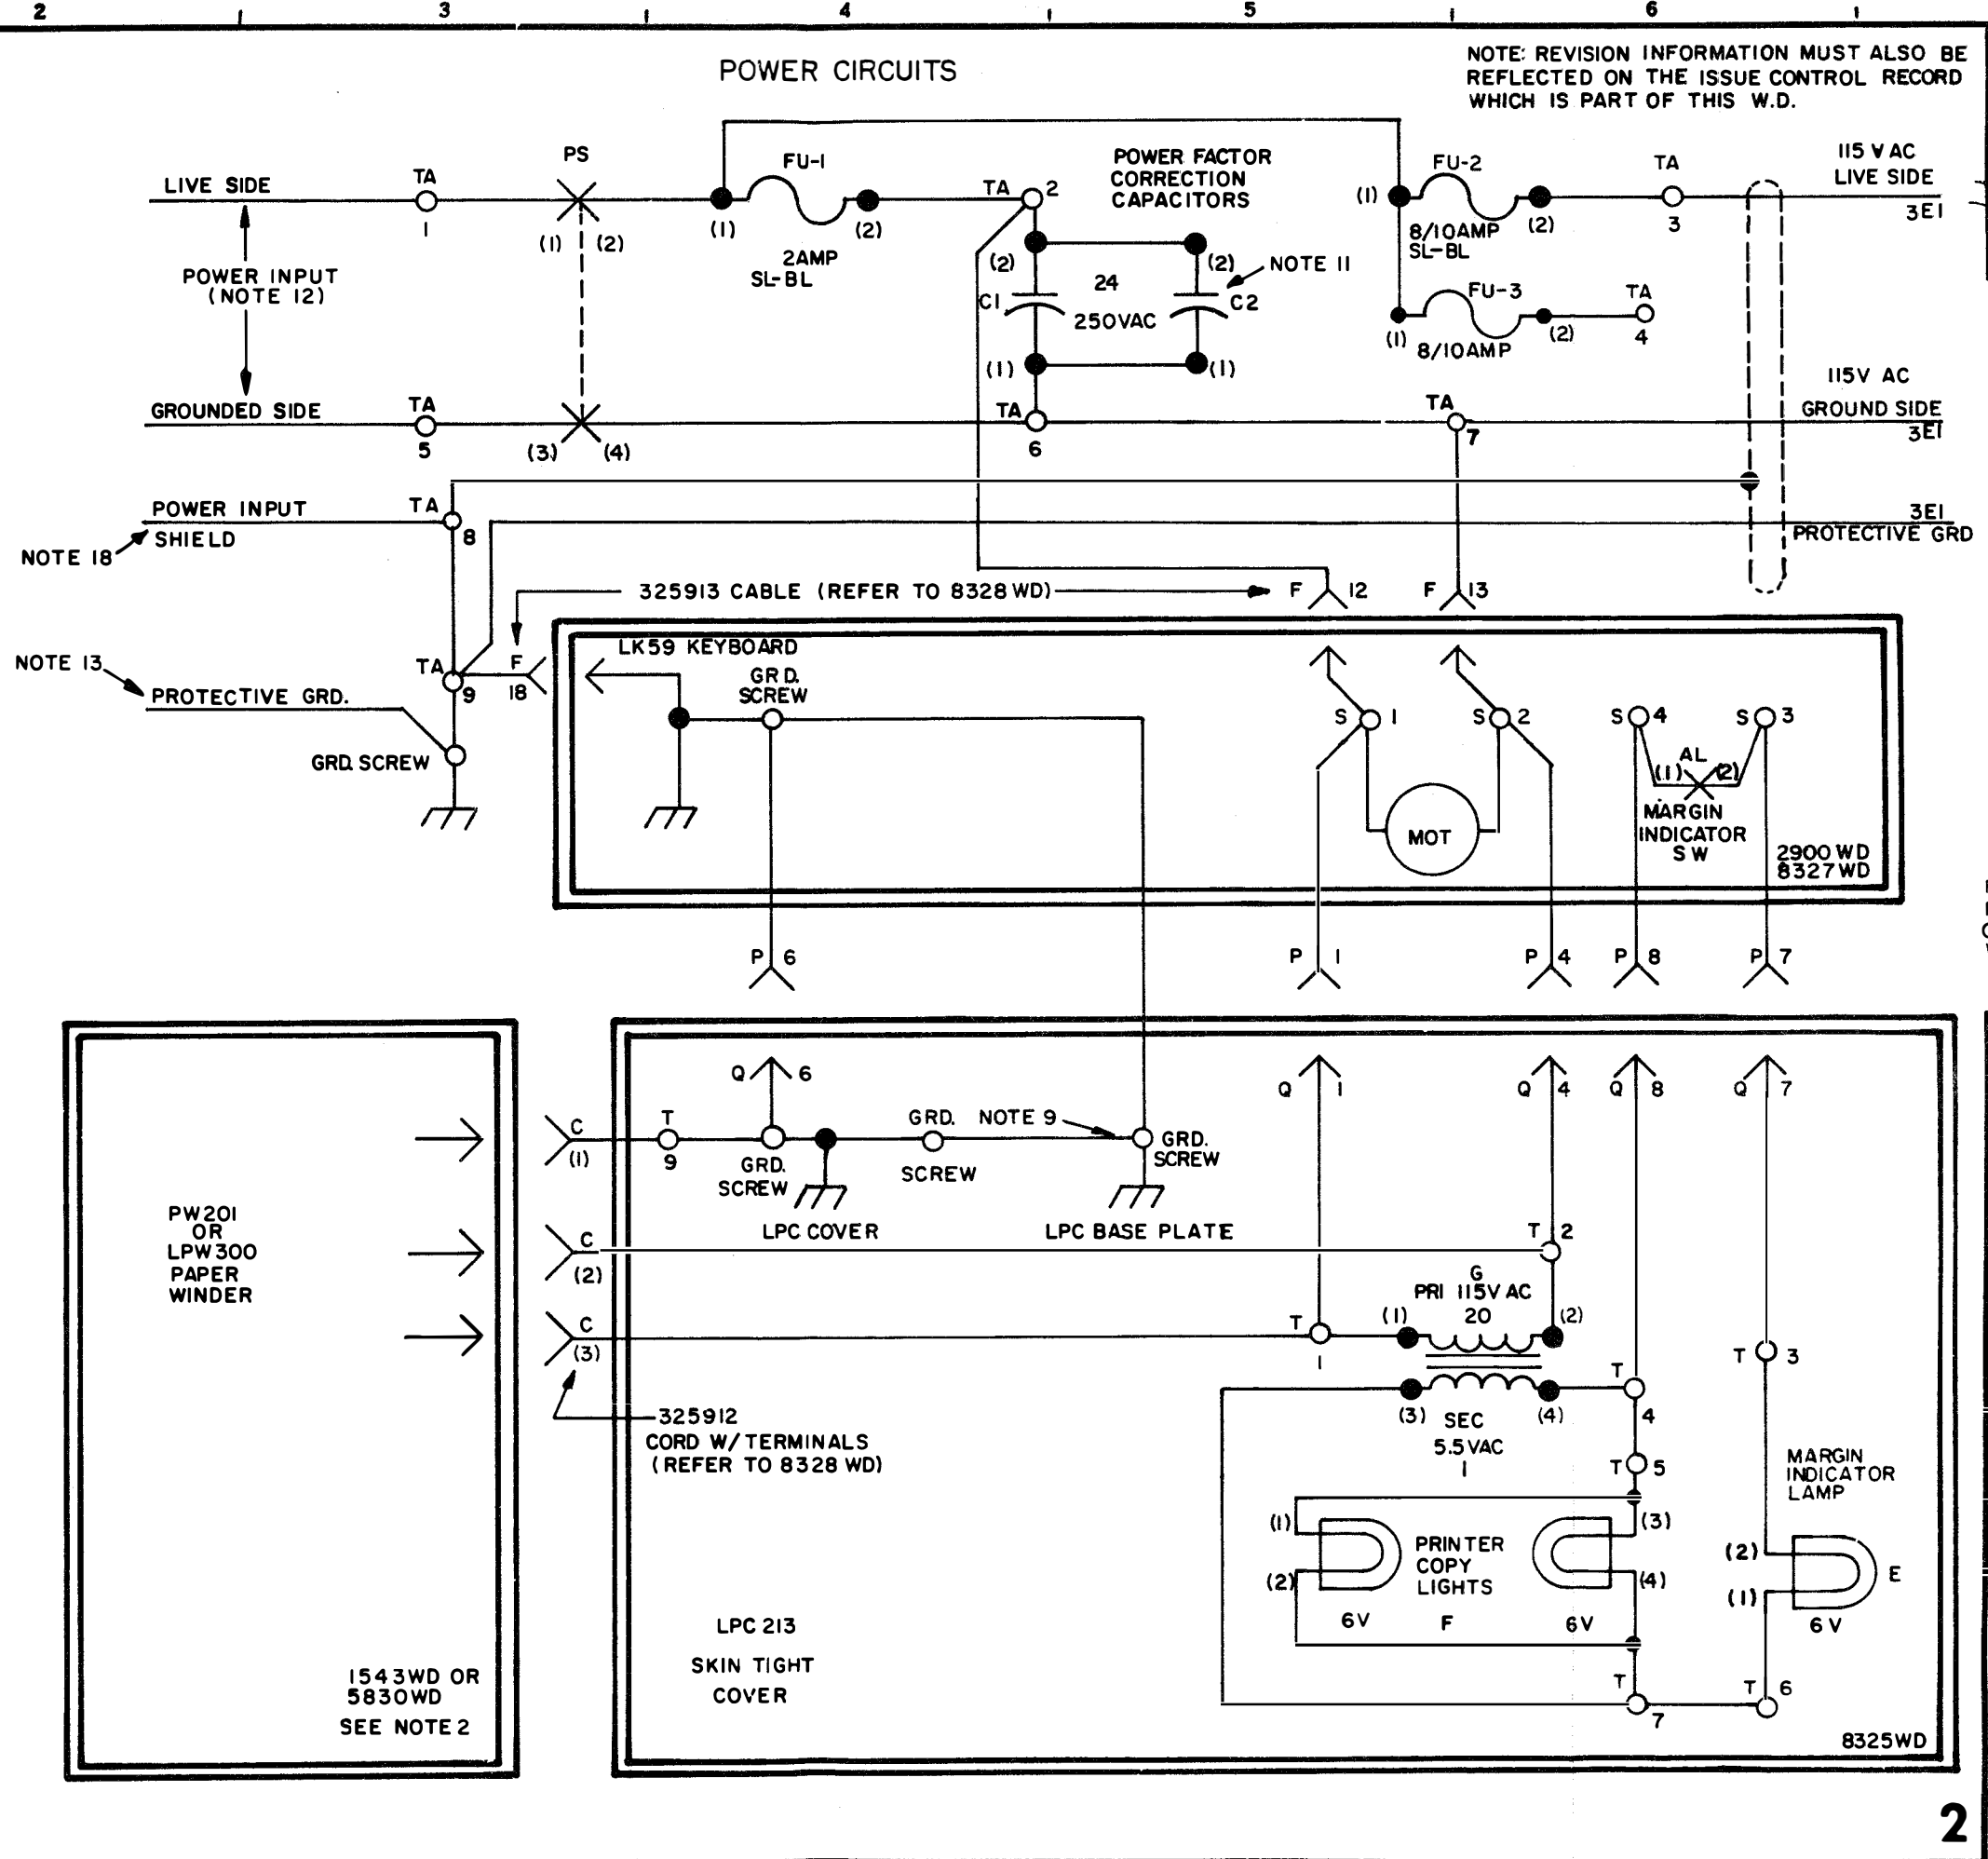 2 3 4 5 6
POWER CIRCUITS
NOTE: REVISION INFORMATION MUST ALSO BE
REFLECTED ON THE ISSUE CONTROL RECORD
WHICH IS PART OF THIS W.D.
LIVE SIDE
TA
1
PS
(1) (2)
FU-1
(1) (2)
2AMP
SL-BL
TA 2
POWER FACTOR
CORRECTION
CAPACITORS
(1)
FU-2
8/10AMP
SL-BL
(2)
TA
3
115 V AC
LIVE SIDE
3E1
POWER INPUT
(NOTE 12)
(2)
C1
24
250VAC
(2)
NOTE 11
C2
(1)
(1)
FU-3
(1)
8/10AMP
(2)
TA
4
115V AC
GROUND SIDE
3E1
GROUNDED SIDE
TA
5
(3) (4)
TA
6
TA
7
POWER INPUT
SHIELD
NOTE 18
TA
8
3E1
PROTECTIVE GRD
325913 CABLE (REFER TO 8328 WD)
F 12
F 13
NOTE 13
PROTECTIVE GRD.
TA
9
F
18
GRD. SCREW
LK59 KEYBOARD
GRD.
SCREW
S 1
S 2
S 4
S 3
AL
(1) (2)
MOT
MARGIN
INDICATOR
SW
2900 WD
8327 WD
P 6
P 1
P 4
P 8
P 7
Q 6
Q 1
Q 4
Q 8
Q 7
C
(1)
T
9
GRD.
SCREW
GRD.
SCREW
NOTE 9
GRD.
SCREW
LPC COVER
LPC BASE PLATE
PW201
OR
LPW300
PAPER
WINDER
C
(2)
T 2
G
PRI 115V AC
20
(1) (2)
C
(3)
T
1
T 3
325912
CORD W/TERMINALS
(REFER TO 8328 WD)
(3) (4)
SEC
5.5VAC
1
T
4
T 5
MARGIN
INDICATOR
LAMP
(1)
(2)
PRINTER
COPY
LIGHTS
(3)
(4)
6V F 6V
(2)
(1)
E
6V
LPC 213
SKIN TIGHT
COVER
T
7
T 6
1543WD OR
5830WD
SEE NOTE 2
8325WD
2